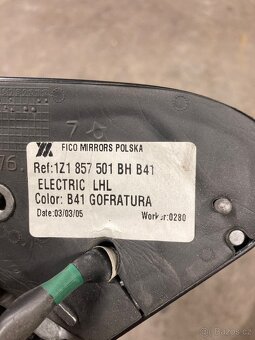 FICO MIRRORS POLSKA
Ref:1Z1 857 501 BH B41
ELECTRIC LHL
Color: B41 GOFRATURA
Date:03/03/05 Worker:0280
76